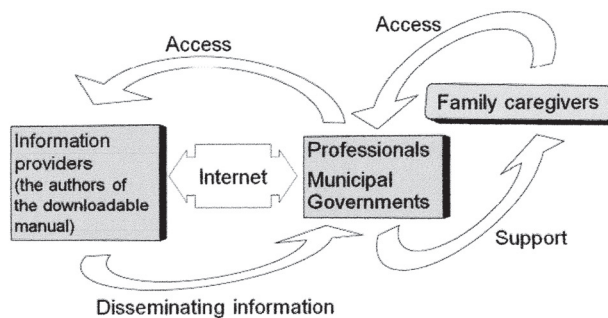 Access
Access
Family caregivers
Information
providers
(the authors of
the downloadable
manual)
Internet
Professionals
Municipal
Governments
Support
Disseminating information